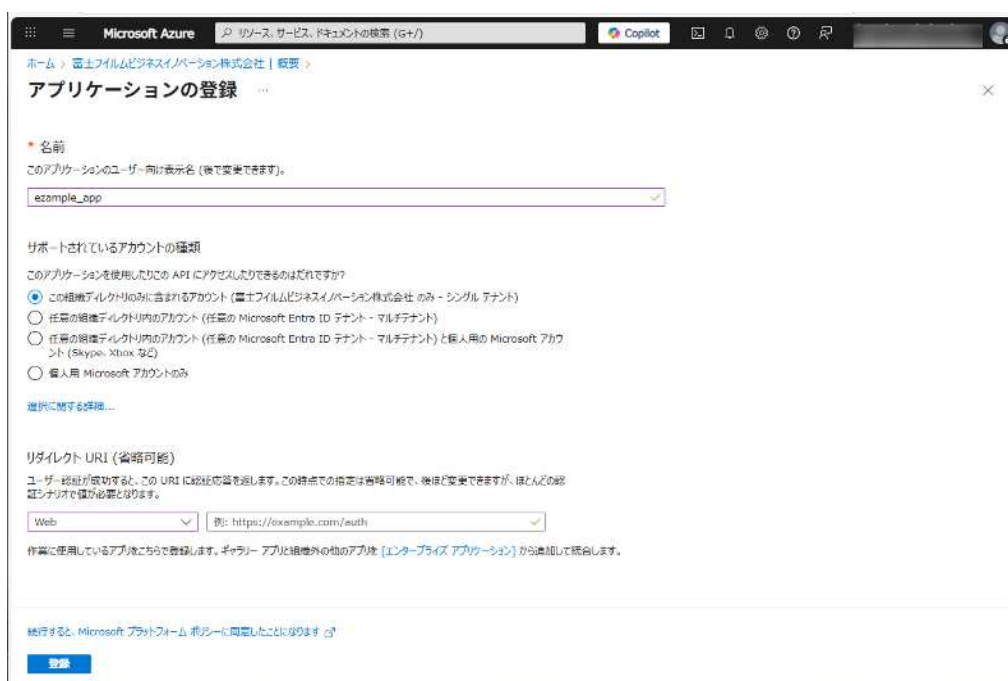 Microsoft Azure
リソース、サービス、ドキュメントの検索 (G+/)
Copilot
ホーム > 富士フイルムビジネスイノベーション株式会社 | 概要 >
アプリケーションの登録 …
* 名前
このアプリケーションのユーザー向け表示名 (後で変更できます)。
ezample_app
サポートされているアカウントの種類
このアプリケーションを使用したりこの API にアクセスしたりできるのはだれですか?
この組織ディレクトリのみに含まれるアカウント (富士フイルムビジネスイノベーション株式会社 のみ - シングル テナント)
任意の組織ディレクトリ内のアカウント (任意の Microsoft Entra ID テナント - マルチテナント)
任意の組織ディレクトリ内のアカウント (任意の Microsoft Entra ID テナント - マルチテナント) と個人用の Microsoft アカウ
ント (Skype、Xbox など)
個人用 Microsoft アカウントのみ
選択に関する詳細...
リダイレクト URI (省略可能)
ユーザー認証が成功すると、この URI に認証応答を返します。この時点での指定は省略可能で、後ほど変更できますが、ほとんどの認
証シナリオで値が必要となります。
Web
例: https://example.com/auth
作業に使用しているアプリをこちらで登録します。ギャラリー アプリと組織外の他のアプリを [エンタープライズ アプリケーション] から追加して統合します。
続行すると、Microsoft プラットフォーム ポリシーに同意したことになります
登録